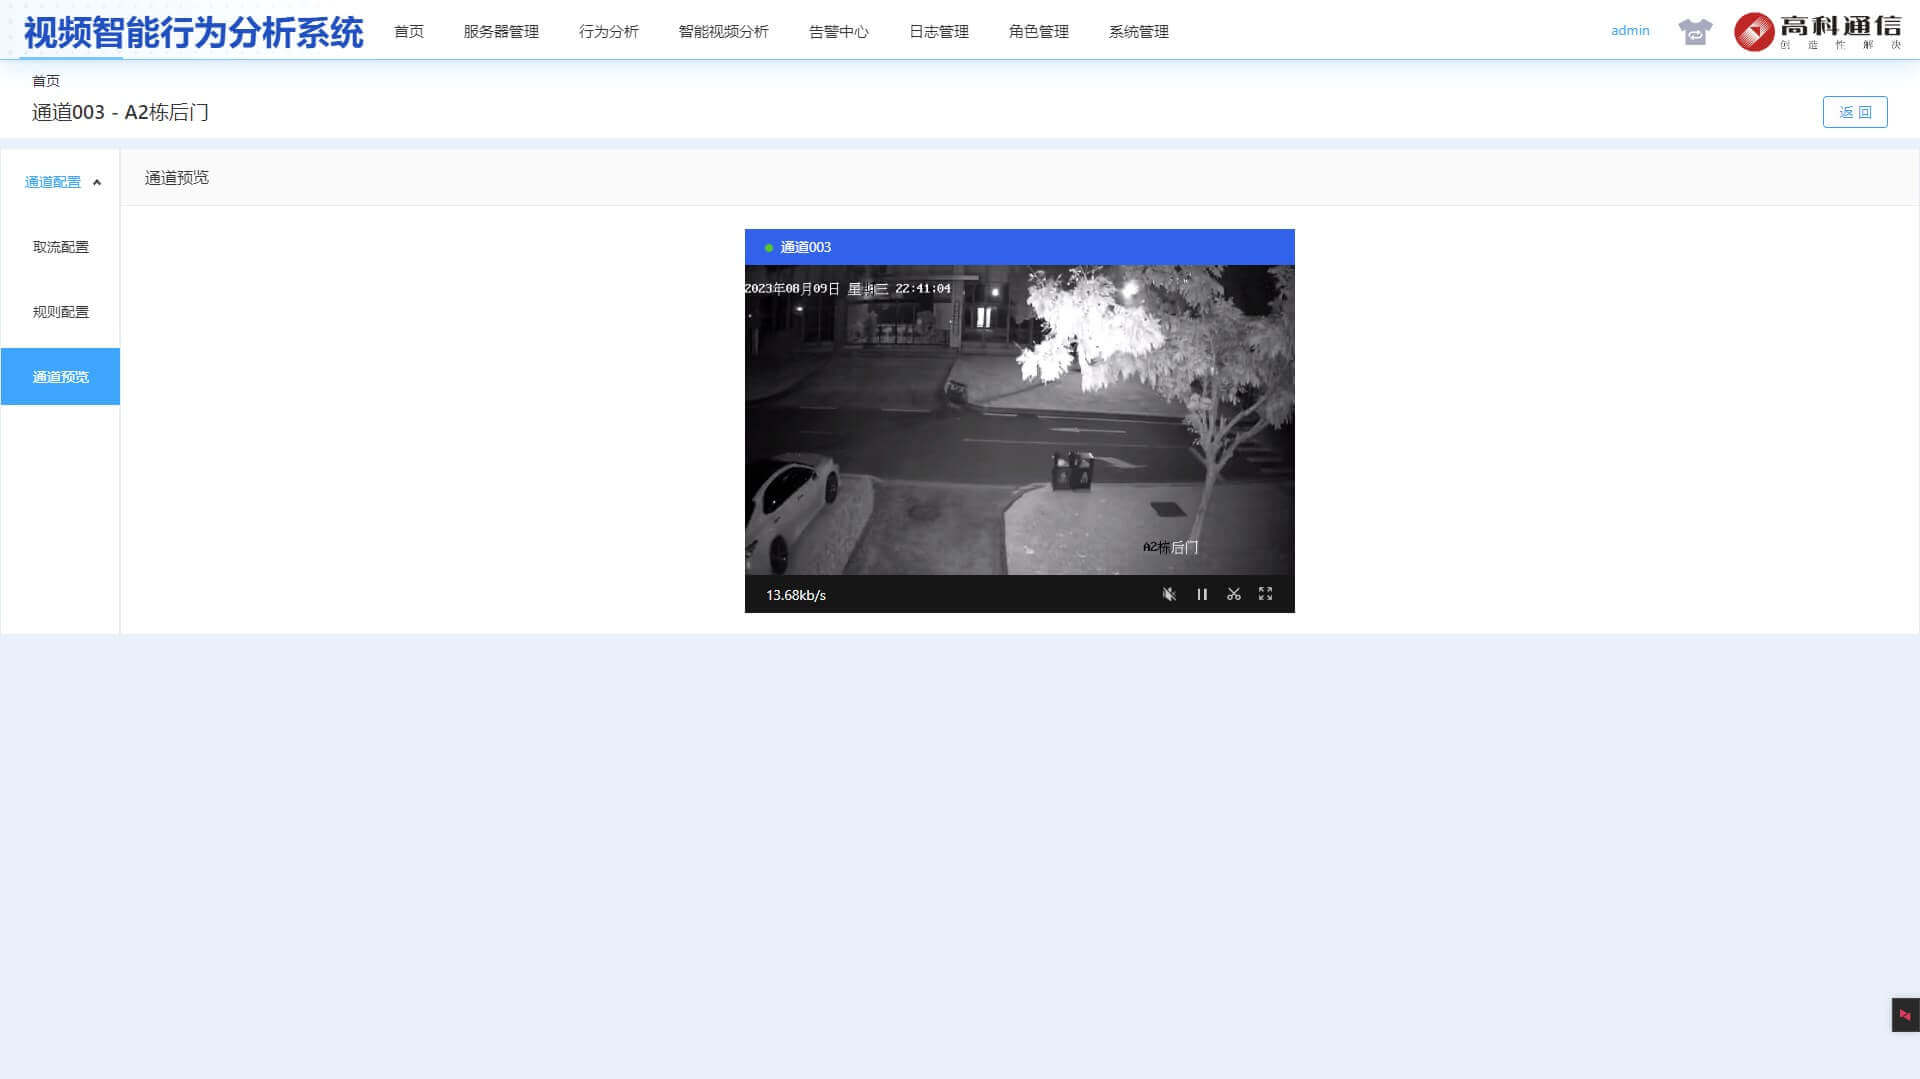 视频智能行为分析系统 首页 服务器管理 行为分析 智能视频分析 告警中心 日志管理 角色管理 系统管理 admin 高科通信
创造性解决
首页
通道003 - A2栋后门 返 回
通道配置
取流配置
规则配置
通道预览
通道预览
通道003
2023年08月09日 星期三 22:41:04
A2栋后门
13.68kb/s